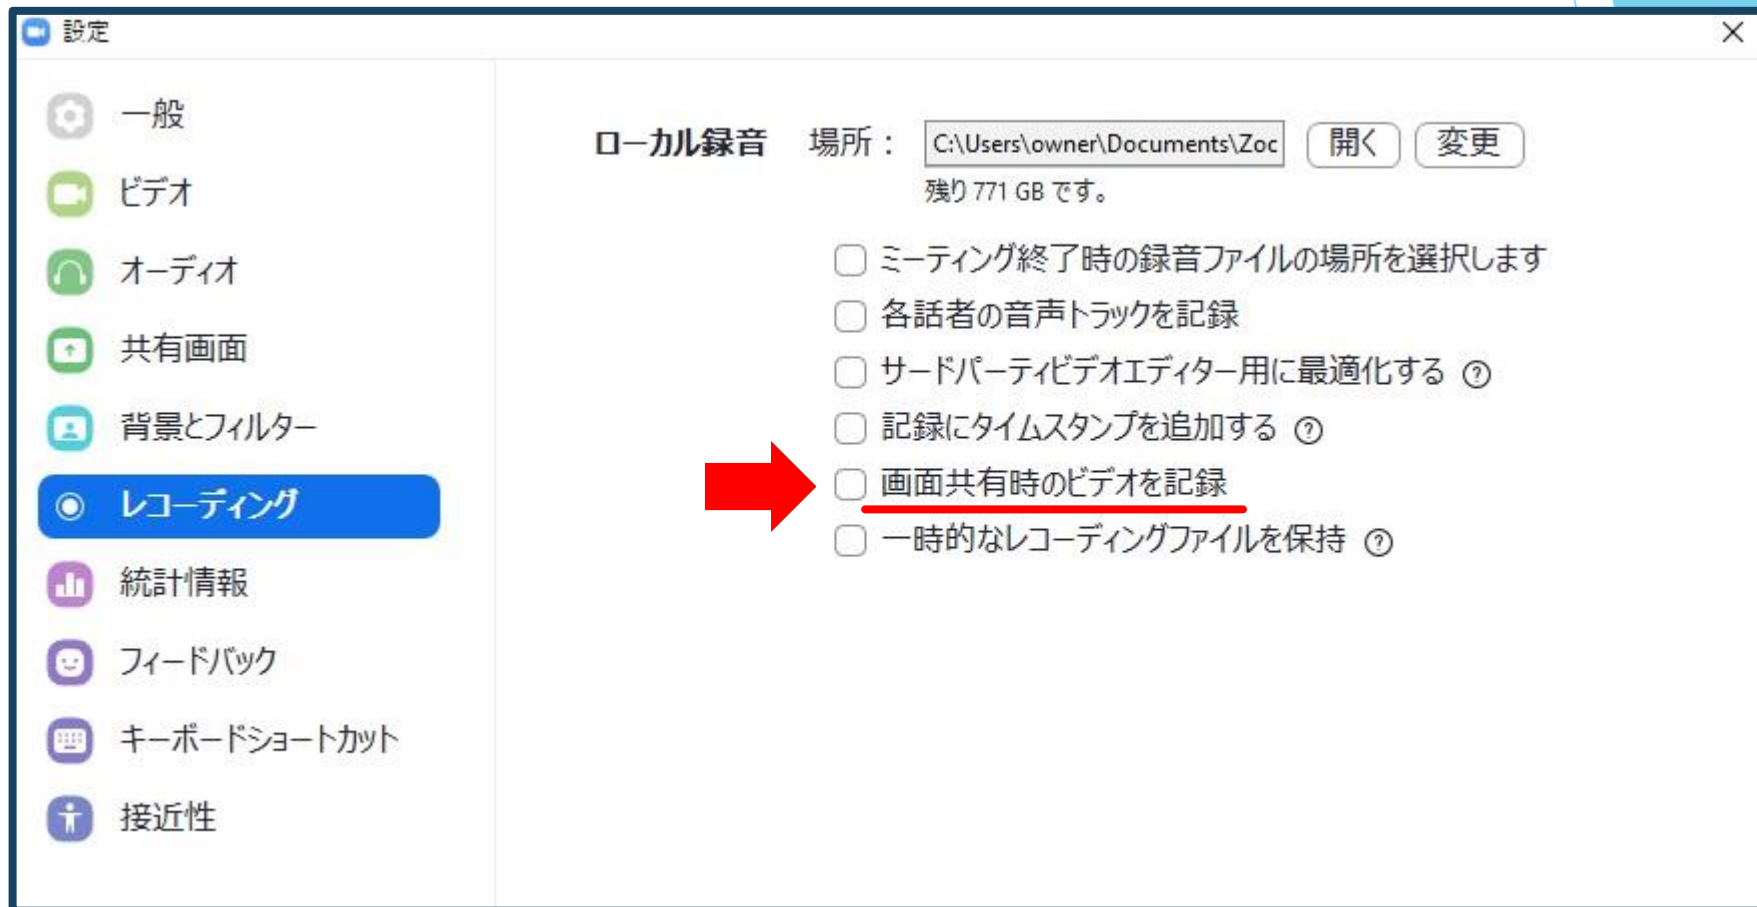 設定
一般
ビデオ
オーディオ
共有画面
背景とフィルター
レコーディング
統計情報
フィードバック
キーボードショートカット
接近性
ローカル録音 場所： C:\Users\owner\Documents\Zoc 開く 変更
残り 771 GB です。
ミーティング終了時の録音ファイルの場所を選択します
各話者の音声トラックを記録
サードパーティビデオエディター用に最適化する ?
記録にタイムスタンプを追加する ?
画面共有時のビデオを記録
一時的なレコーディングファイルを保持 ?